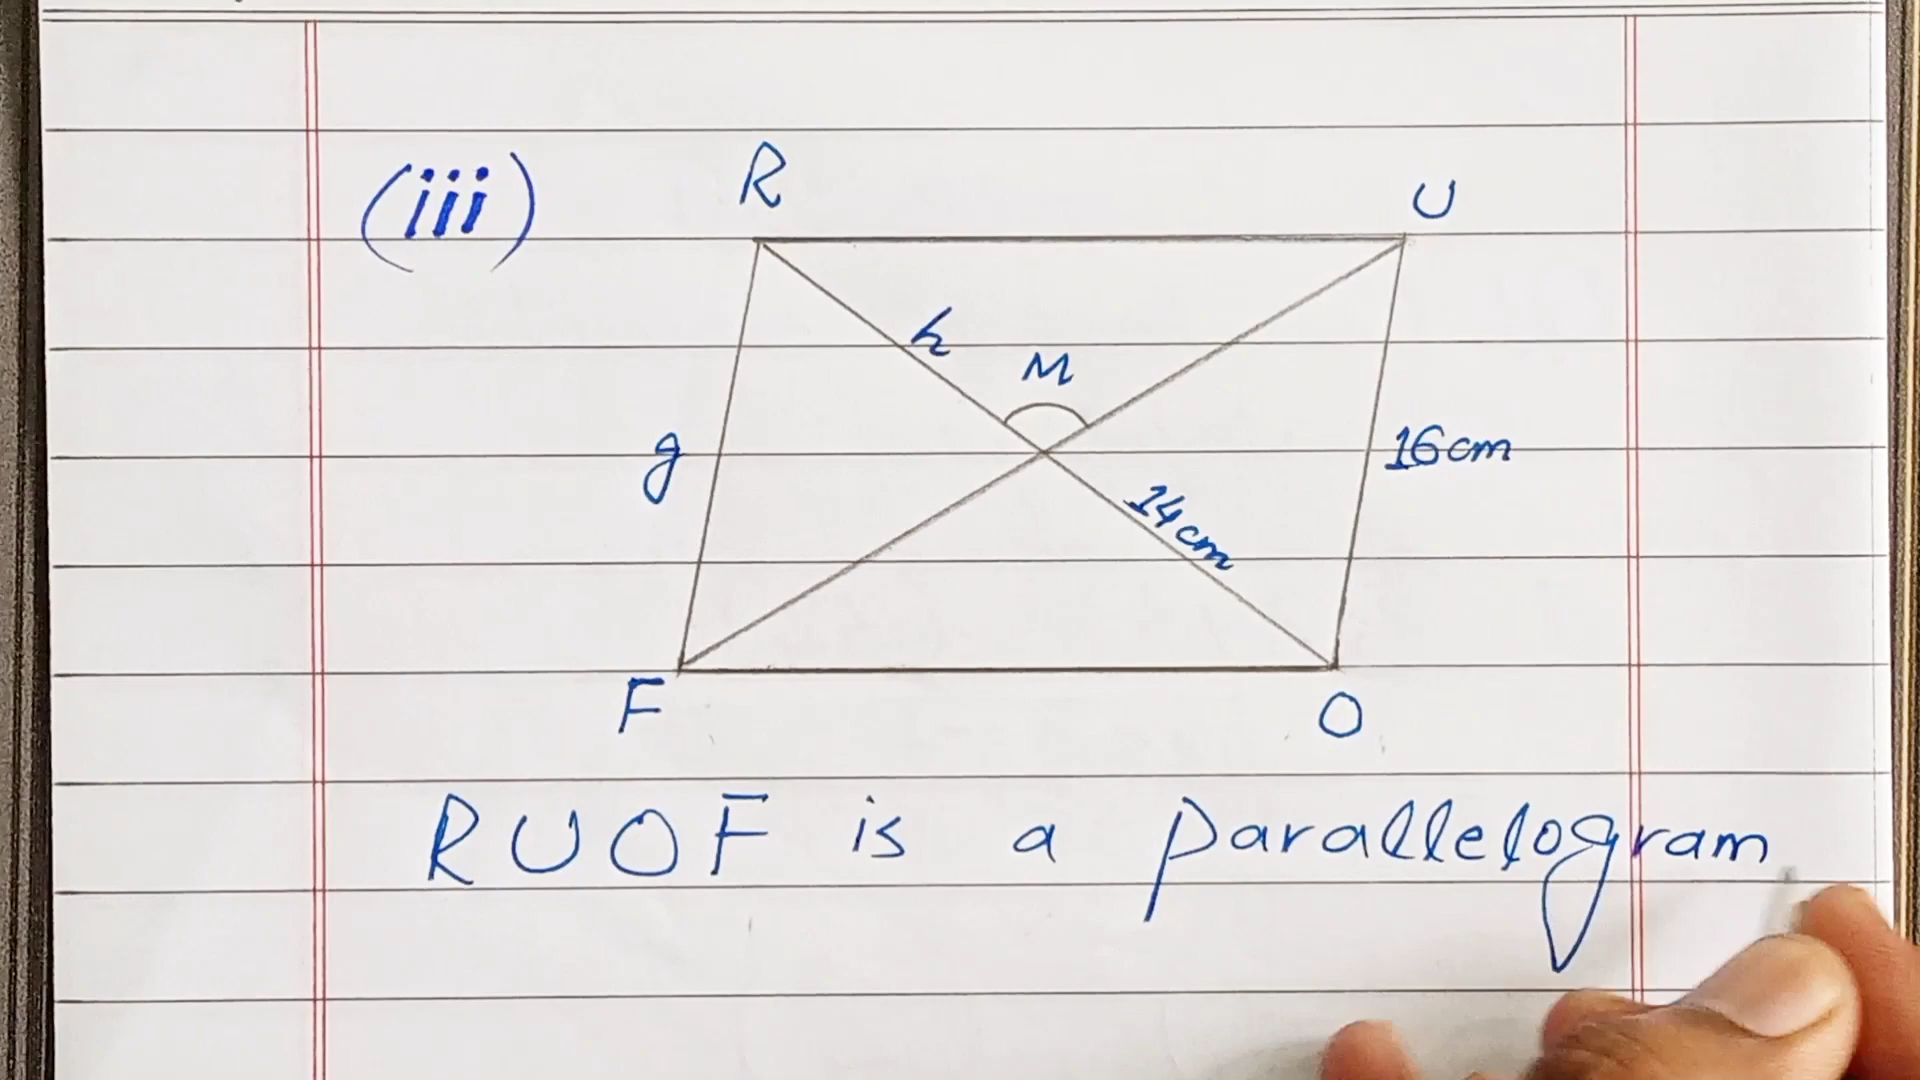 (iii)
R
U
h
M
g
16cm
14cm
F
O
RUOF is a parallelogram